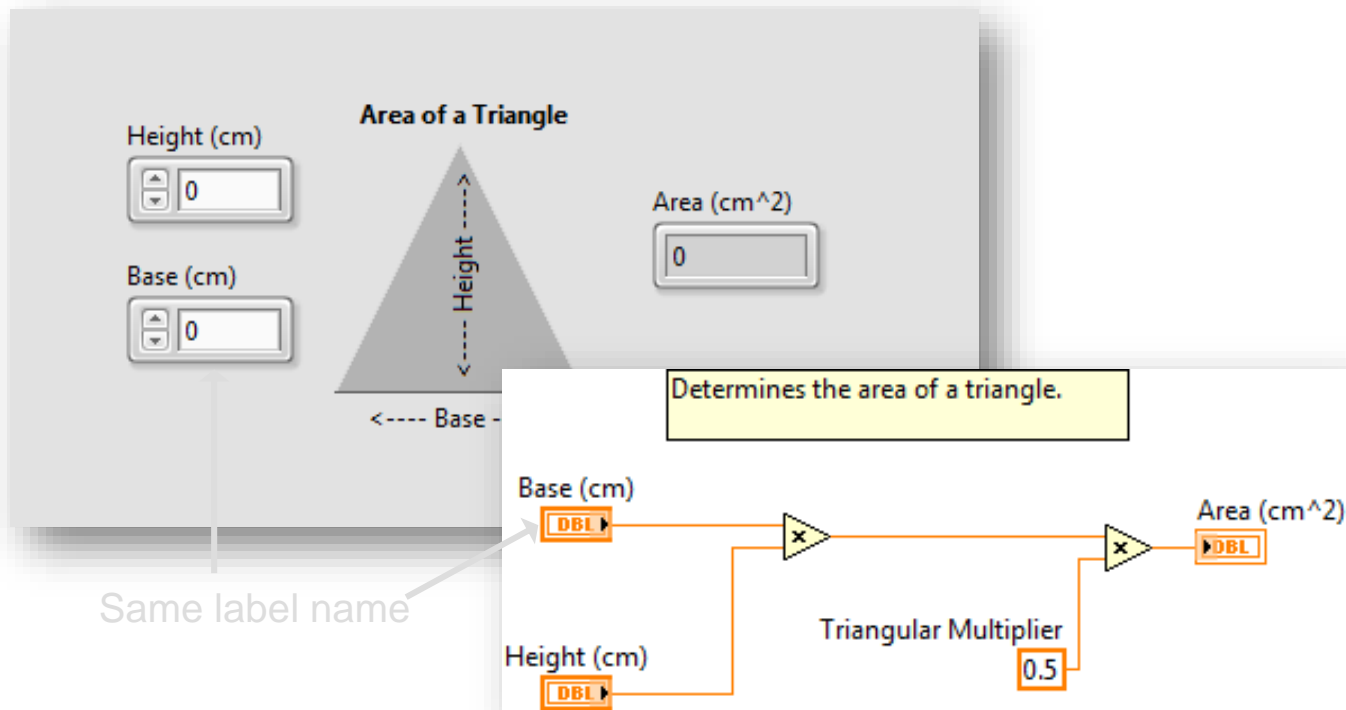 Area of a Triangle
Height (cm)
0
Base (cm)
0
<---- Height ---->
<---- Base -
Area (cm^2)
0
Same label name
Determines the area of a triangle.
Base (cm)
DBL
Height (cm)
DBL
×
×
Triangular Multiplier
0.5
Area (cm^2)
DBL